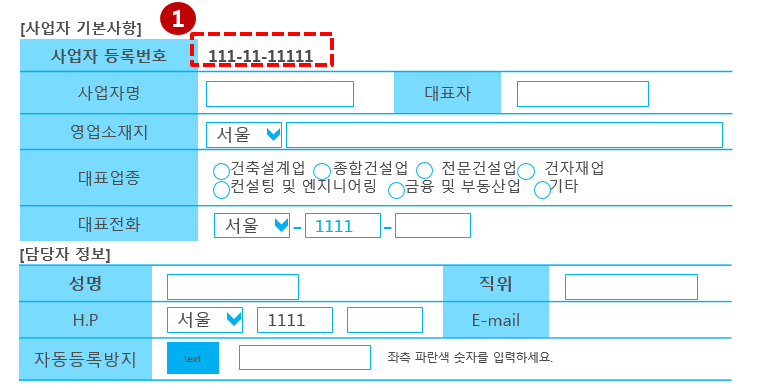 1
[사업자 기본사항]
사업자 등록번호 111-11-11111
사업자명 대표자
영업소재지 서울
대표업종 건축설계업 종합건설업 전문건설업 건자재업
컨설팅 및 엔지니어링 금융 및 부동산업 기타
대표전화 서울 - 1111 -
[담당자 정보]
성명 직위
H.P 서울 1111 E-mail
자동등록방지 text 좌측 파란색 숫자를 입력하세요.